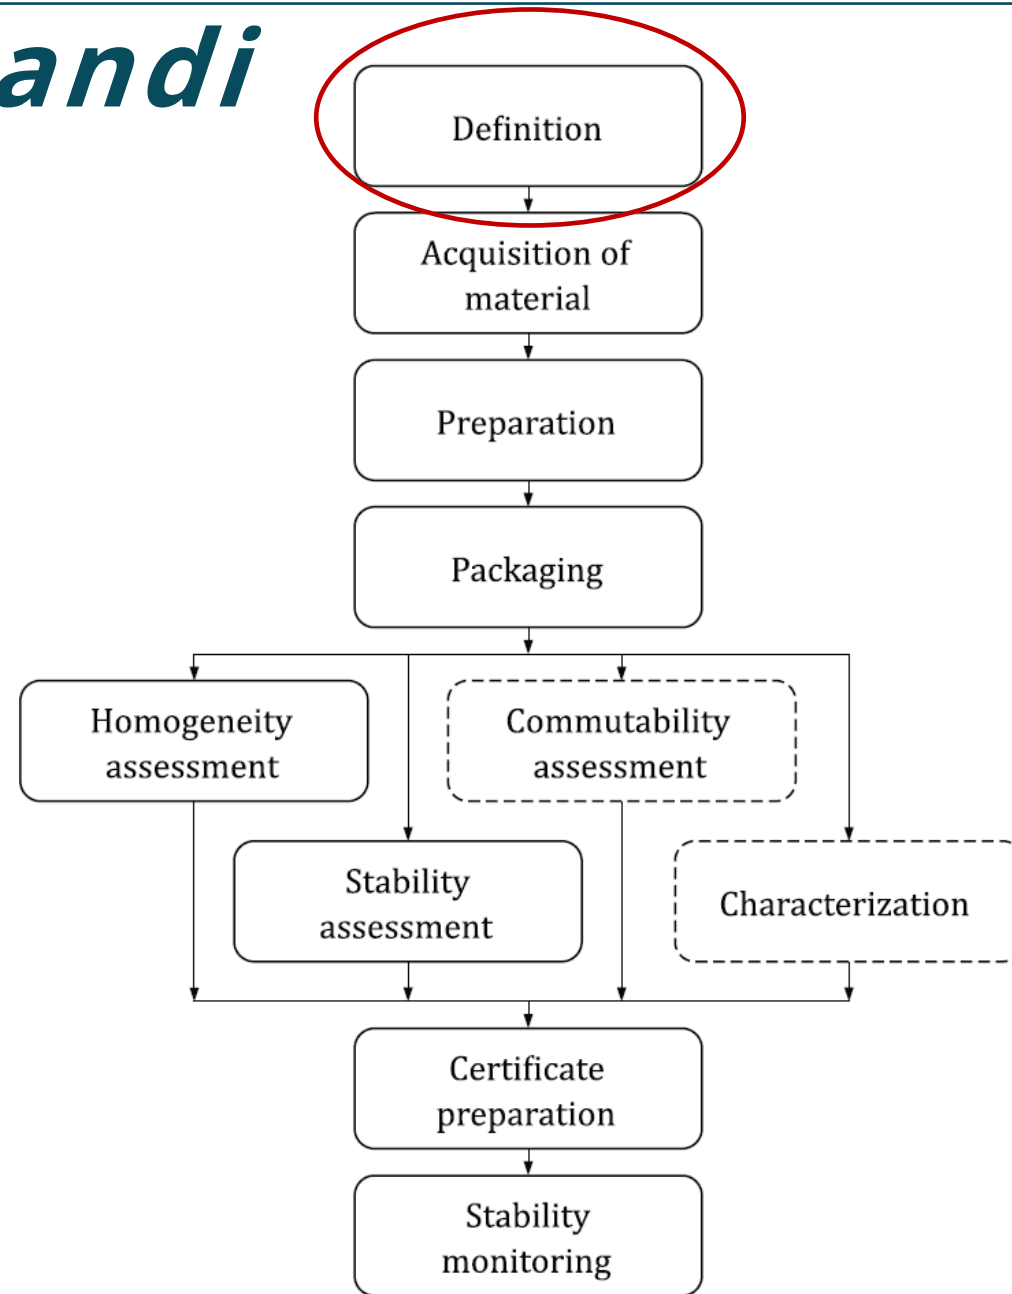 andi
Definition
Acquisition of
material
Preparation
Packaging
Homogeneity
assessment
Commutability
assessment
Stability
assessment
Characterization
Certificate
preparation
Stability
monitoring